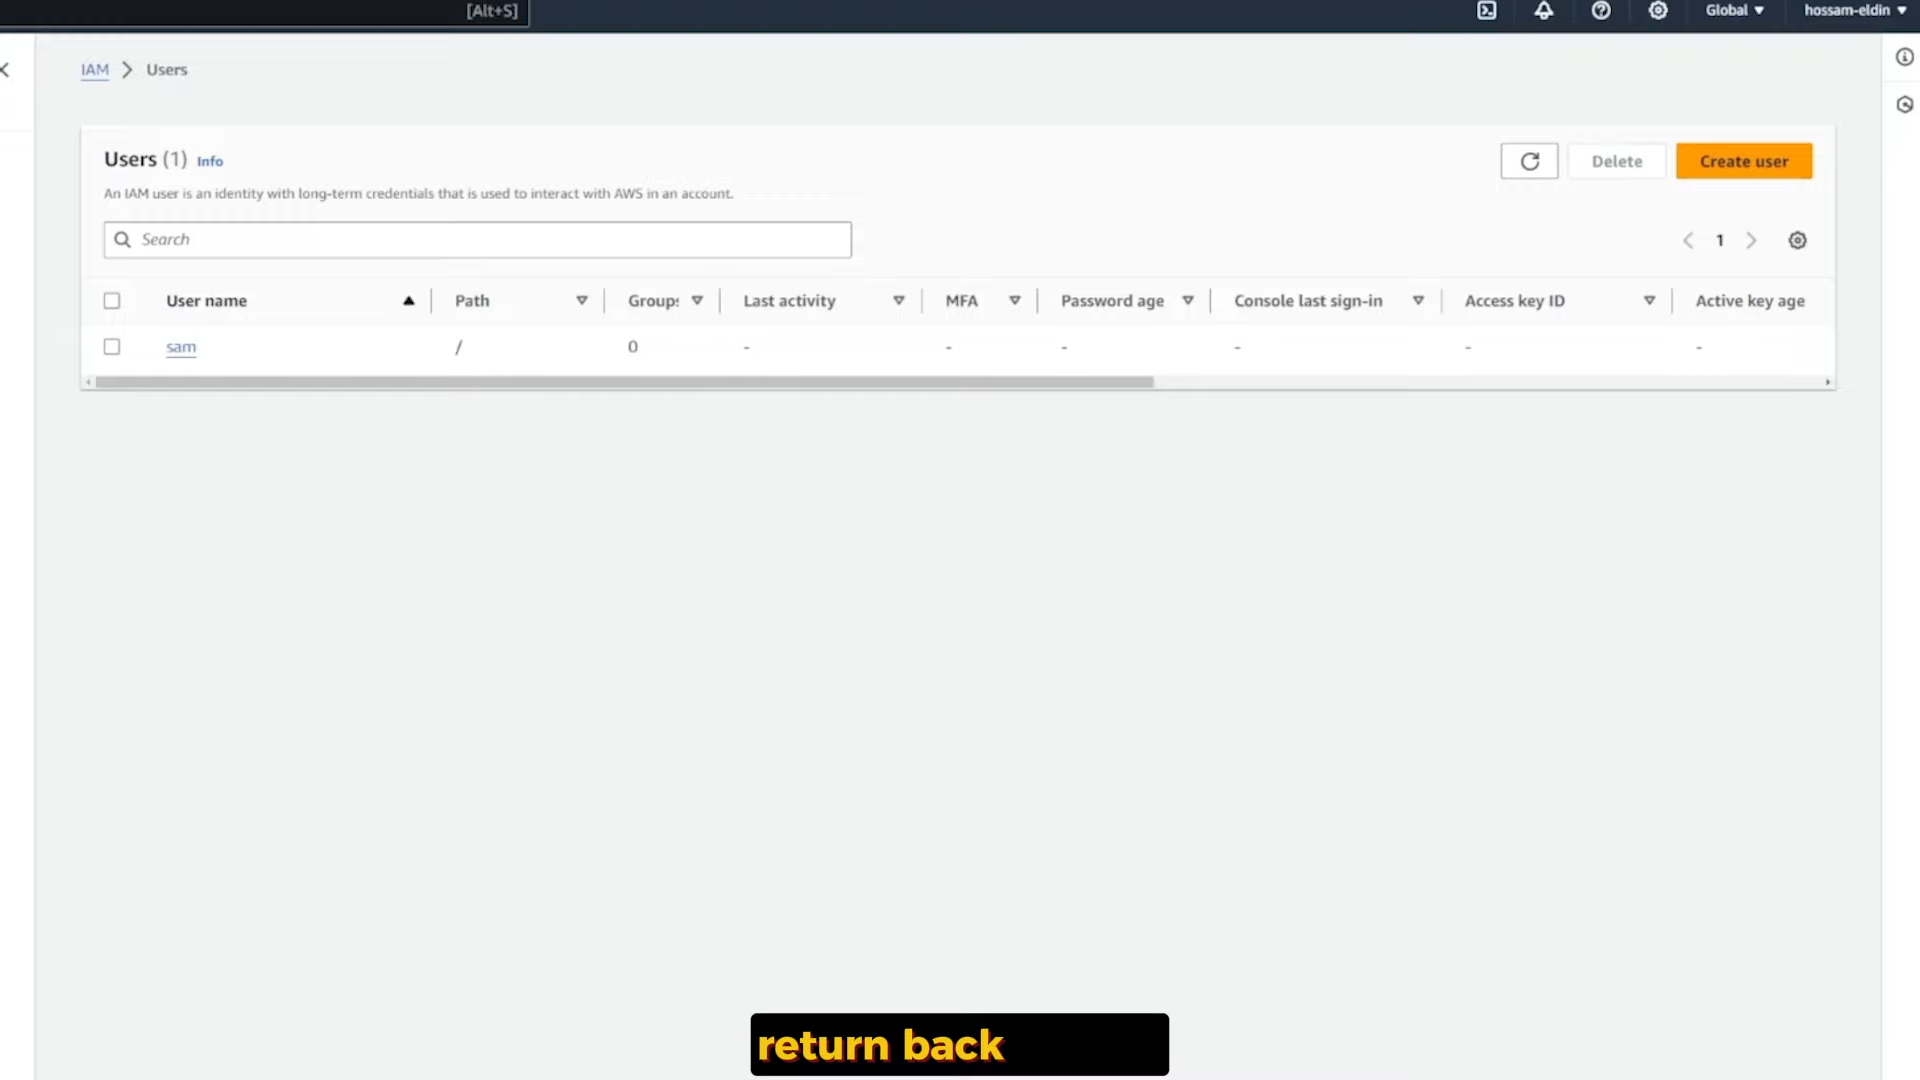 [Alt+S] Global hossam-eldin
IAM Users
Users (1) Info Delete Create user
An IAM user is an identity with long-term credentials that is used to interact with AWS in an account.
Search 1
User name Path Groups Last activity MFA Password age Console last sign-in Access key ID Active key age
sam / 0 - - - - - -
return back